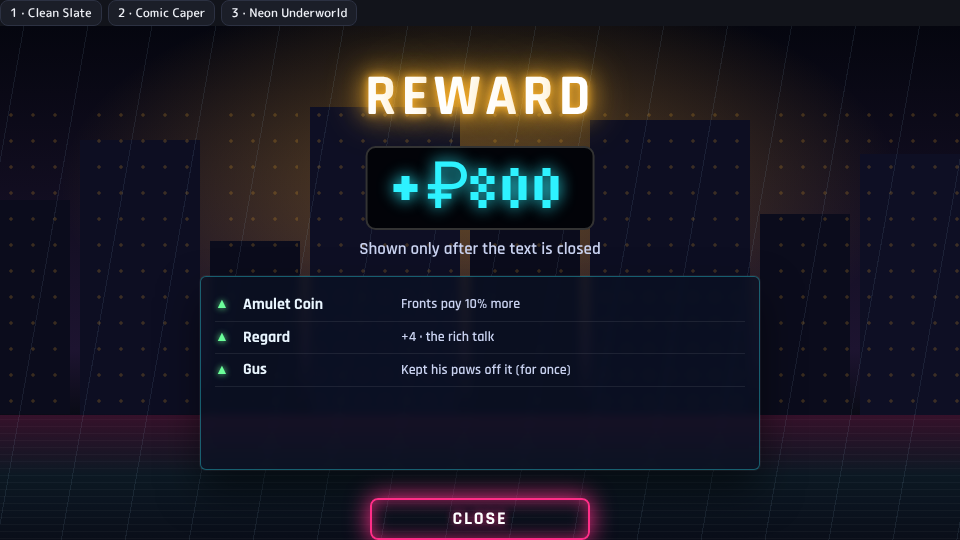 1 · Clean Slate
2 · Comic Caper
3 · Neon Underworld
REWARD
+₽800
Shown only after the text is closed
▲ Amulet Coin Fronts pay 10% more
▲ Regard +4 · the rich talk
▲ Gus Kept his paws off it (for once)
CLOSE